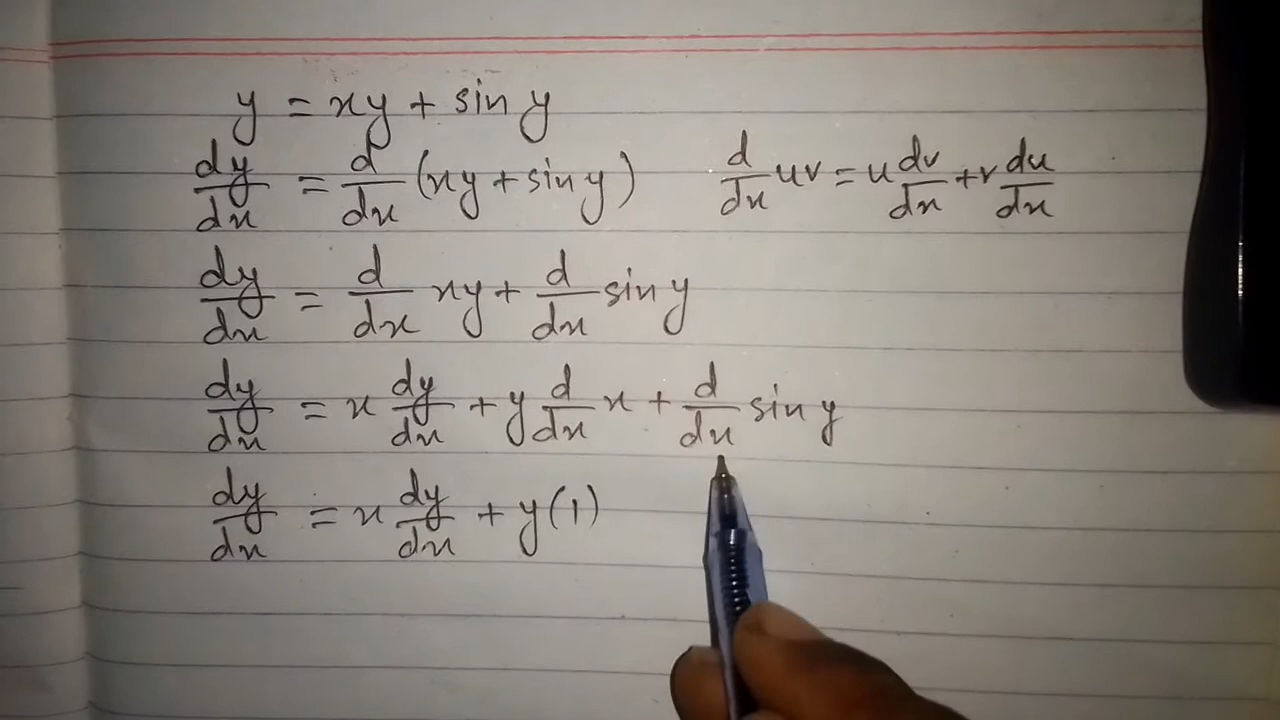 y = xy + sin y
dy/dx = d/dx (xy + sin y) d/dx uv = u dv/dx + v du/dx
dy/dx = d/dx xy + d/dx sin y
dy/dx = x dy/dx + y d/dx x + d/dx sin y
dy/dx = x dy/dx + y(1)